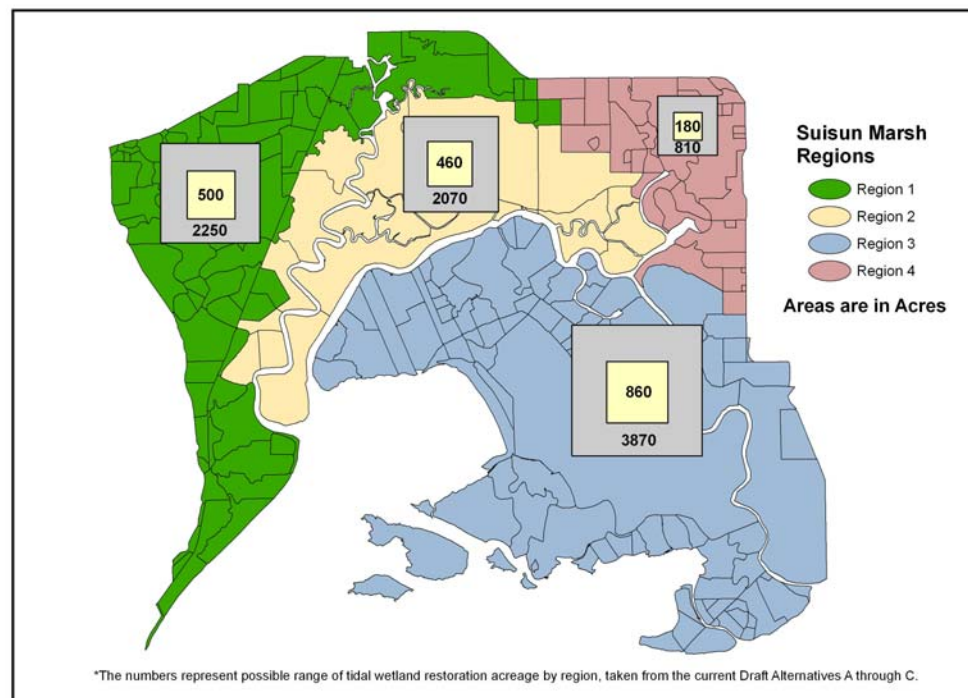 500
2250
460
2070
180
810
860
3870
Suisun Marsh
Regions
Region 1
Region 2
Region 3
Region 4
Areas are in Acres
*The numbers represent possible range of tidal wetland restoration acreage by region, taken from the current Draft Alternatives A through C.